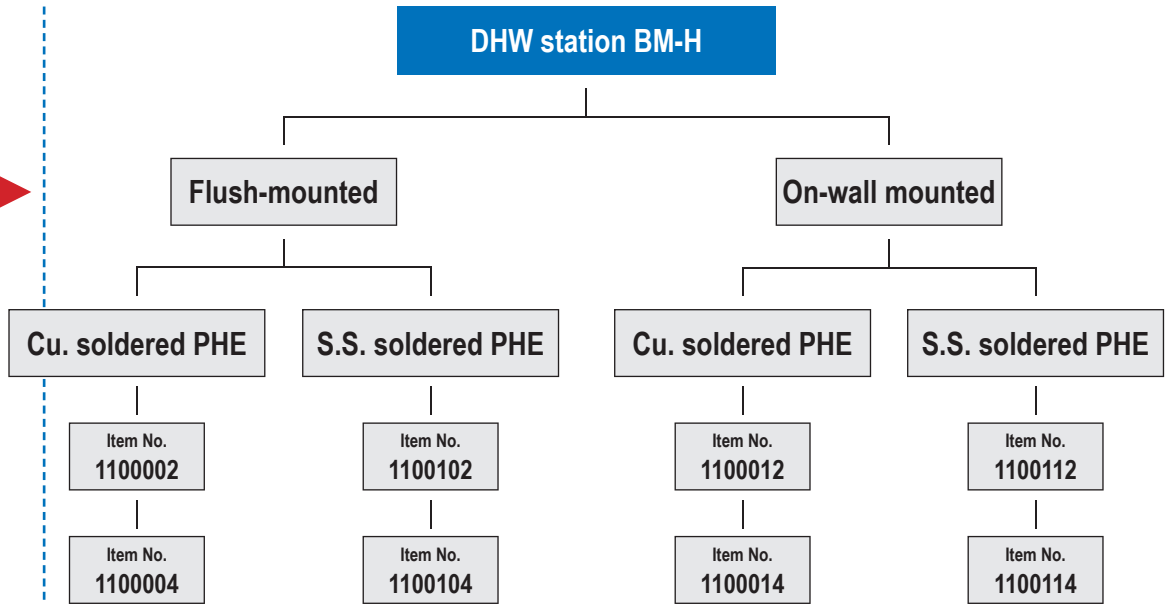 DHW station BM-H
Flush-mounted
On-wall mounted
Cu. soldered PHE
S.S. soldered PHE
Cu. soldered PHE
S.S. soldered PHE
Item No.
1100002
Item No.
1100102
Item No.
1100012
Item No.
1100112
Item No.
1100004
Item No.
1100104
Item No.
1100014
Item No.
1100114